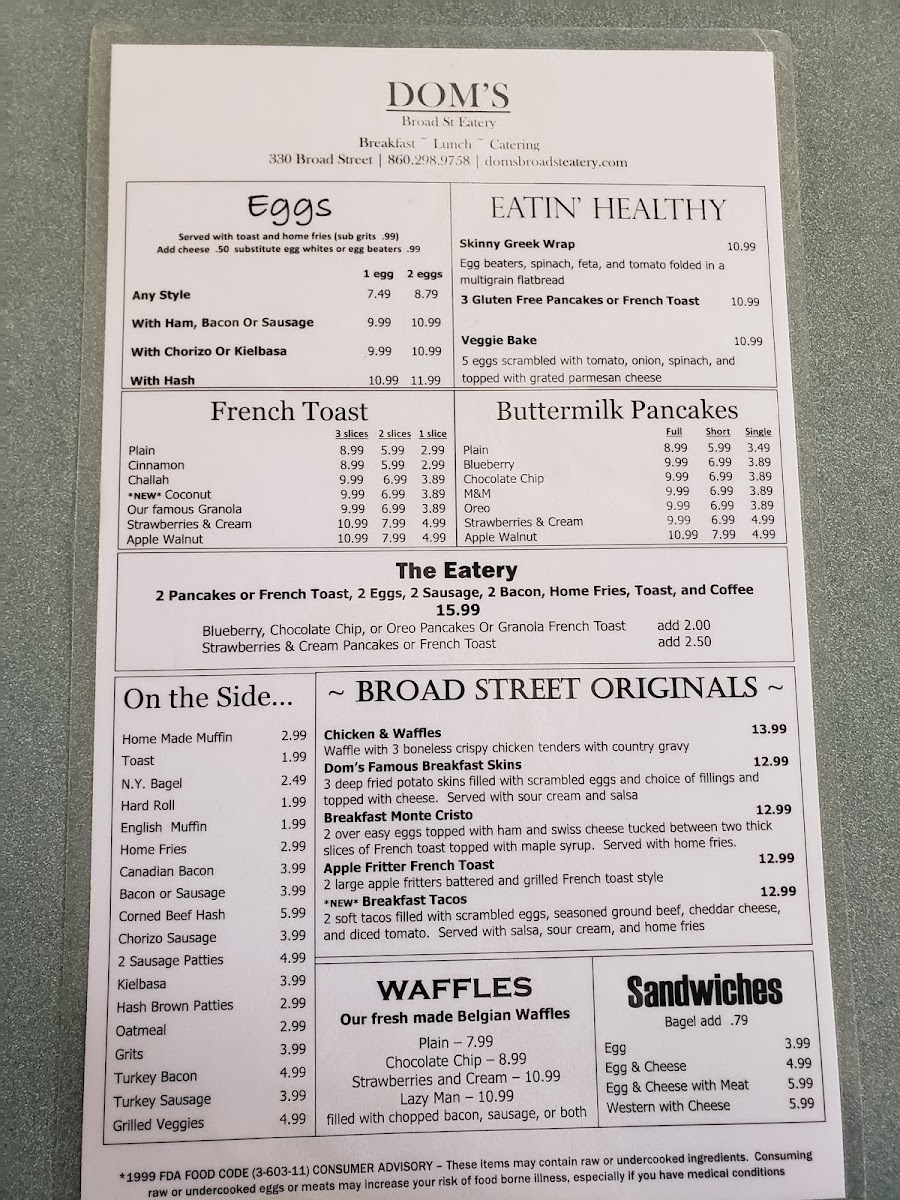 DOM'S
Broad St Eatery
Breakfast ~ Lunch ~ Catering
330 Broad Street | 860.298.9758 | domsbroadsteatery.com
Eggs
Served with toast and home fries (sub grits .99)
Add cheese .50 substitute egg whites or egg beaters .99
1 egg 2 eggs
Any Style 7.49 8.79
With Ham, Bacon Or Sausage 9.99 10.99
With Chorizo Or Kielbasa 9.99 10.99
With Hash 10.99 11.99
EATIN' HEALTHY
Skinny Greek Wrap 10.99
Egg beaters, spinach, feta, and tomato folded in a
multigrain flatbread
3 Gluten Free Pancakes or French Toast 10.99
Veggie Bake 10.99
5 eggs scrambled with tomato, onion, spinach, and
topped with grated parmesan cheese
French Toast
3 slices 2 slices 1 slice
Plain 8.99 5.99 2.99
Cinnamon 8.99 5.99 2.99
Challah 9.99 6.99 3.89
*NEW* Coconut 9.99 6.99 3.89
Our famous Granola 9.99 6.99 3.89
Strawberries & Cream 10.99 7.99 4.99
Apple Walnut 10.99 7.99 4.99
Buttermilk Pancakes
Full Short Single
Plain 8.99 5.99 3.49
Blueberry 9.99 6.99 3.89
Chocolate Chip 9.99 6.99 3.89
M&M 9.99 6.99 3.89
Oreo 9.99 6.99 3.89
Strawberries & Cream 9.99 6.99 4.99
Apple Walnut 10.99 7.99 4.99
The Eatery
2 Pancakes or French Toast, 2 Eggs, 2 Sausage, 2 Bacon, Home Fries, Toast, and Coffee
15.99
Blueberry, Chocolate Chip, or Oreo Pancakes Or Granola French Toast add 2.00
Strawberries & Cream Pancakes or French Toast add 2.50
On the Side...
Home Made Muffin 2.99
Toast 1.99
N.Y. Bagel 2.49
Hard Roll 1.99
English Muffin 1.99
Home Fries 2.99
Canadian Bacon 3.99
Bacon or Sausage 3.99
Corned Beef Hash 5.99
Chorizo Sausage 3.99
2 Sausage Patties 4.99
Kielbasa 3.99
Hash Brown Patties 2.99
Oatmeal 2.99
Grits 3.99
Turkey Bacon 4.99
Turkey Sausage 3.99
Grilled Veggies 4.99
~ BROAD STREET ORIGINALS ~
Chicken & Waffles 13.99
Waffle with 3 boneless crispy chicken tenders with country gravy
Dom's Famous Breakfast Skins 12.99
3 deep fried potato skins filled with scrambled eggs and choice of fillings and
topped with cheese. Served with sour cream and salsa
Breakfast Monte Cristo 12.99
2 over easy eggs topped with ham and swiss cheese tucked between two thick
slices of French toast topped with maple syrup. Served with home fries.
Apple Fritter French Toast 12.99
2 large apple fritters battered and grilled French toast style
*NEW* Breakfast Tacos 12.99
2 soft tacos filled with scrambled eggs, seasoned ground beef, cheddar cheese,
and diced tomato. Served with salsa, sour cream, and home fries
WAFFLES
Our fresh made Belgian Waffles
Plain – 7.99
Chocolate Chip – 8.99
Strawberries and Cream – 10.99
Lazy Man – 10.99
filled with chopped bacon, sausage, or both
Sandwiches
Bagel add .79
Egg 3.99
Egg & Cheese 4.99
Egg & Cheese with Meat 5.99
Western with Cheese 5.99
*1999 FDA FOOD CODE (3-603-11) CONSUMER ADVISORY – These items may contain raw or undercooked ingredients. Consuming
raw or undercooked eggs or meats may increase your risk of food borne illness, especially if you have medical conditions